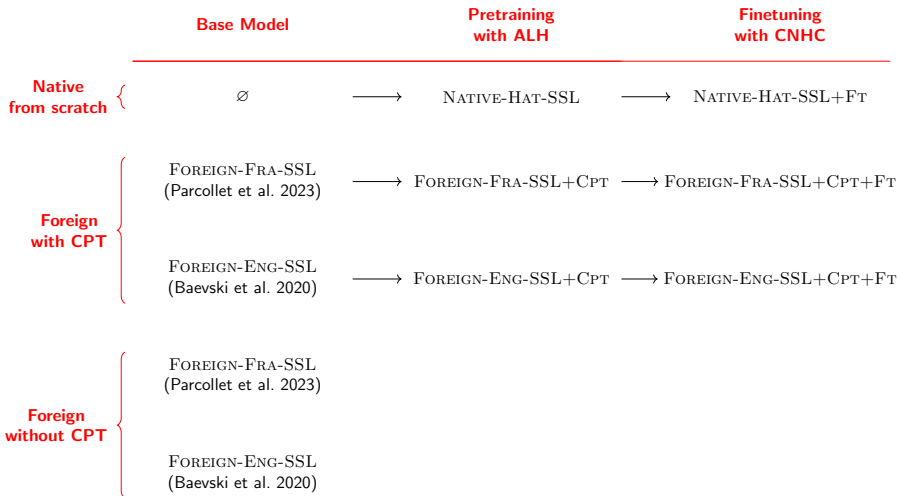 Base Model
Pretraining
with ALH
Finetuning
with CNHC
Native
from scratch
∅
NATIVE-HAT-SSL
NATIVE-HAT-SSL+FT
Foreign
with CPT
FOREIGN-FRA-SSL
(Parcollet et al. 2023)
FOREIGN-FRA-SSL+CPT
FOREIGN-FRA-SSL+CPT+FT
FOREIGN-ENG-SSL
(Baevski et al. 2020)
FOREIGN-ENG-SSL+CPT
FOREIGN-ENG-SSL+CPT+FT
Foreign
without CPT
FOREIGN-FRA-SSL
(Parcollet et al. 2023)
FOREIGN-ENG-SSL
(Baevski et al. 2020)